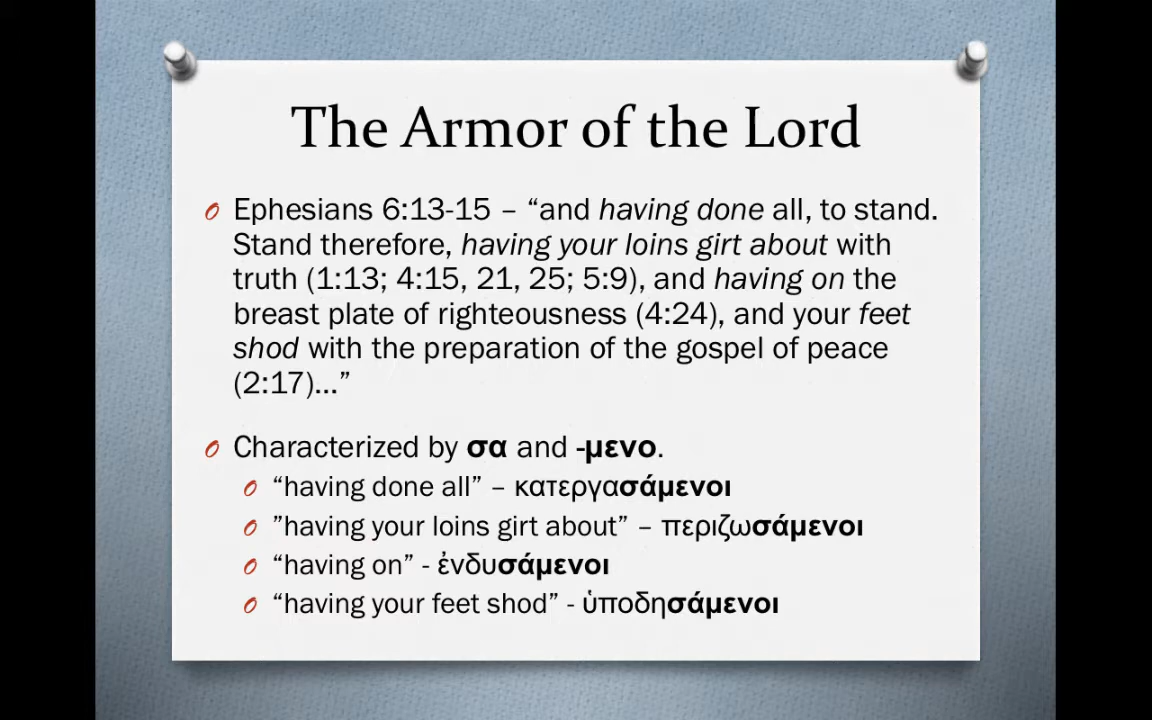 The Armor of the Lord
Ephesians 6:13-15 – “and having done all, to stand.
Stand therefore, having your loins girt about with
truth (1:13; 4:15, 21, 25; 5:9), and having on the
breast plate of righteousness (4:24), and your feet
shod with the preparation of the gospel of peace
(2:17)...”
Characterized by σα and -μενο.
“having done all” – κατεργασάμενοι
”having your loins girt about” – περιζωσάμενοι
“having on” - ἐνδυσάμενοι
“having your feet shod” - ὑποδησάμενοι